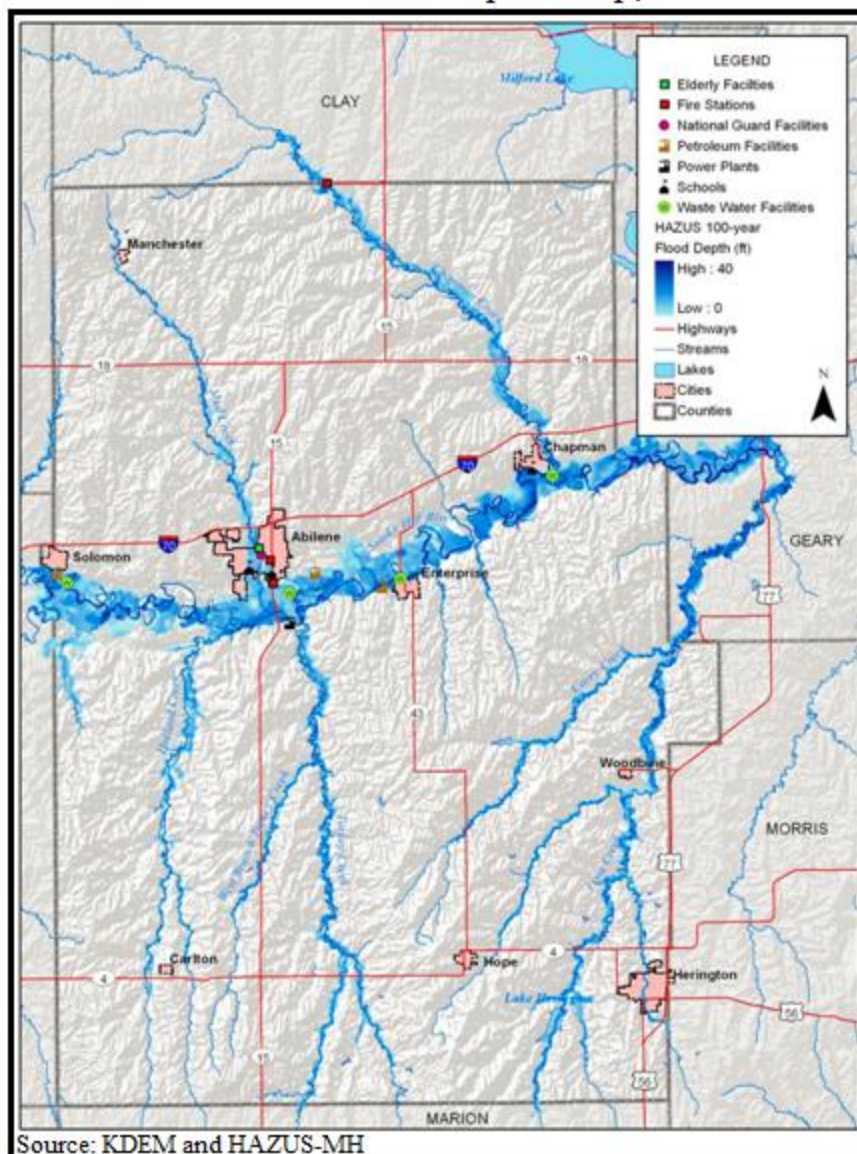 Milford Lake
CLAY
LEGEND
Elderly Facilties
Fire Stations
National Guard Facilities
Petroleum Facilities
Power Plants
Schools
Waste Water Facilities
HAZUS 100-year
Flood Depth (ft)
High : 40
Low : 0
Highways
Streams
Lakes
Cities
Counties
N
Manchester
15
18
18
15
Chapman
70
70
Abilene
Solomon
Enterprise
GEARY
77
43
Woodbine
MORRIS
77
Carlton
4
Hope
4
Herington
56
15
56
MARION
Source: KDEM and HAZUS-MH